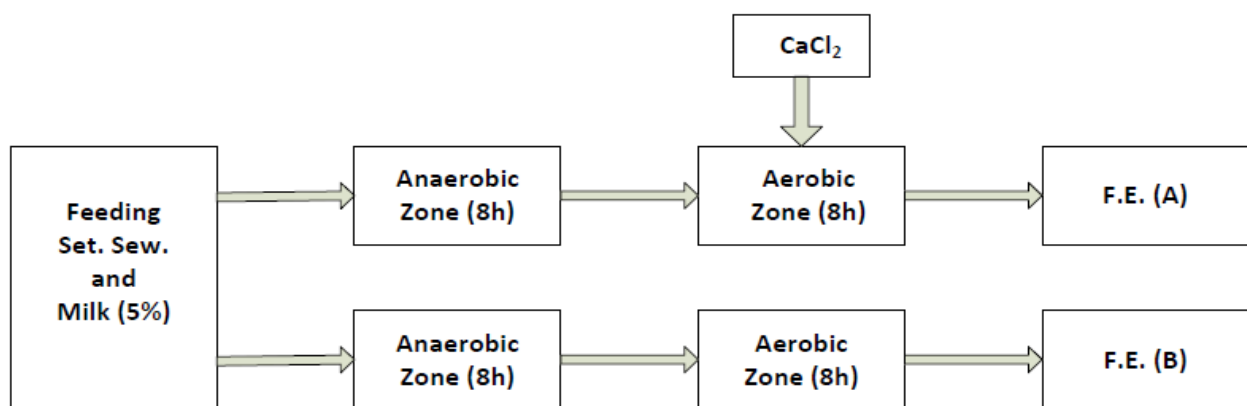 CaCl₂
Feeding
Set. Sew.
and
Milk (5%)
Anaerobic
Zone (8h)
Aerobic
Zone (8h)
F.E. (A)
Anaerobic
Zone (8h)
Aerobic
Zone (8h)
F.E. (B)